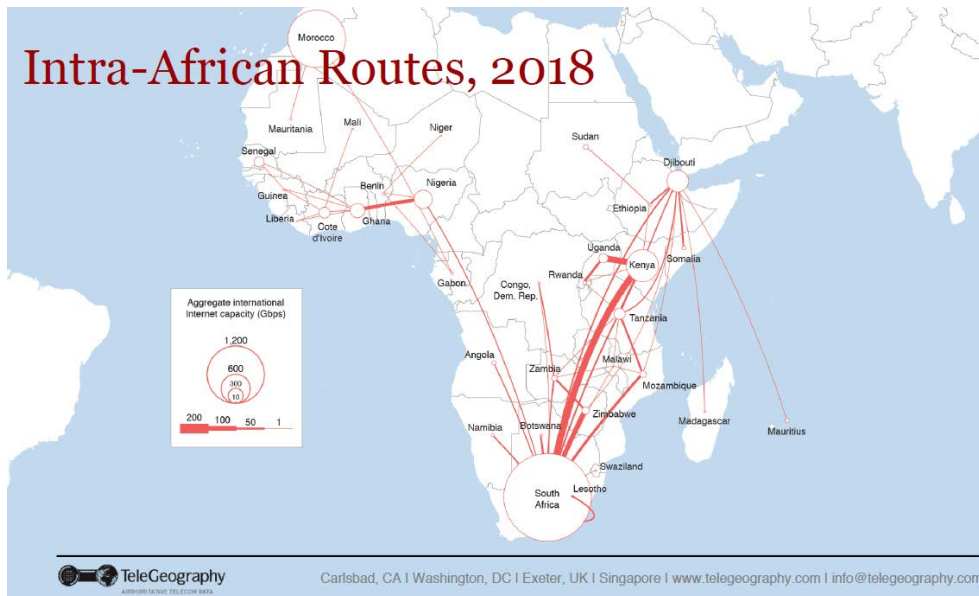 Morocco
Intra-African Routes, 2018
Mauritania
Mali
Niger
Sudan
Senegal
Djibouti
Benin
Nigeria
Guinea
Ethiopia
Liberia
Cote
d'Ivoire
Ghana
Uganda
Kenya
Somalia
Rwanda
Gabon
Congo,
Dem. Rep.
Tanzania
Angola
Zambia
Malawi
Mozambique
Zimbabwe
Madagascar
Mauritius
Namibia
Botswana
Swaziland
Lesotho
South
Africa
Aggregate international
Internet capacity (Gbps)
1,200
600
300
10
200 100 50 1
TeleGeography
AUTHORITATIVE TELECOM DATA
Carlsbad, CA I Washington, DC I Exeter, UK I Singapore I www.telegeography.com I info@telegeography.com